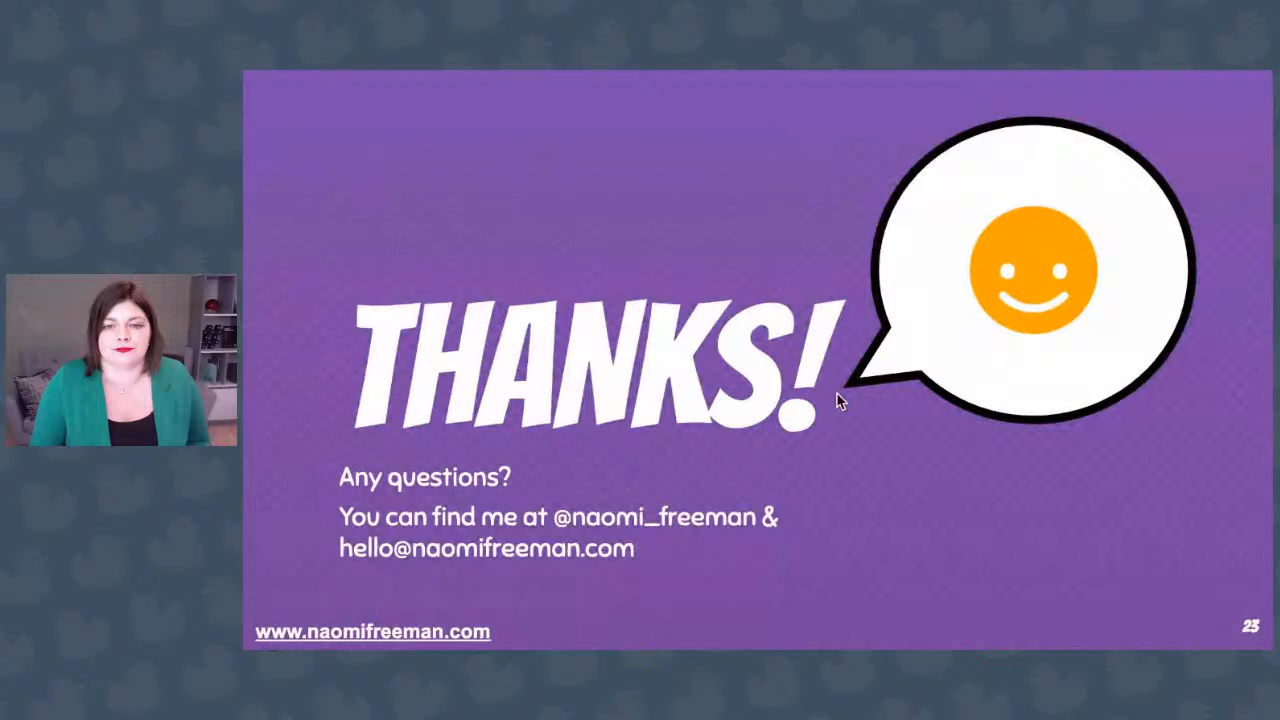 THANKS!
Any questions?
You can find me at @naomi_freeman &
hello@naomifreeman.com
www.naomifreeman.com
23